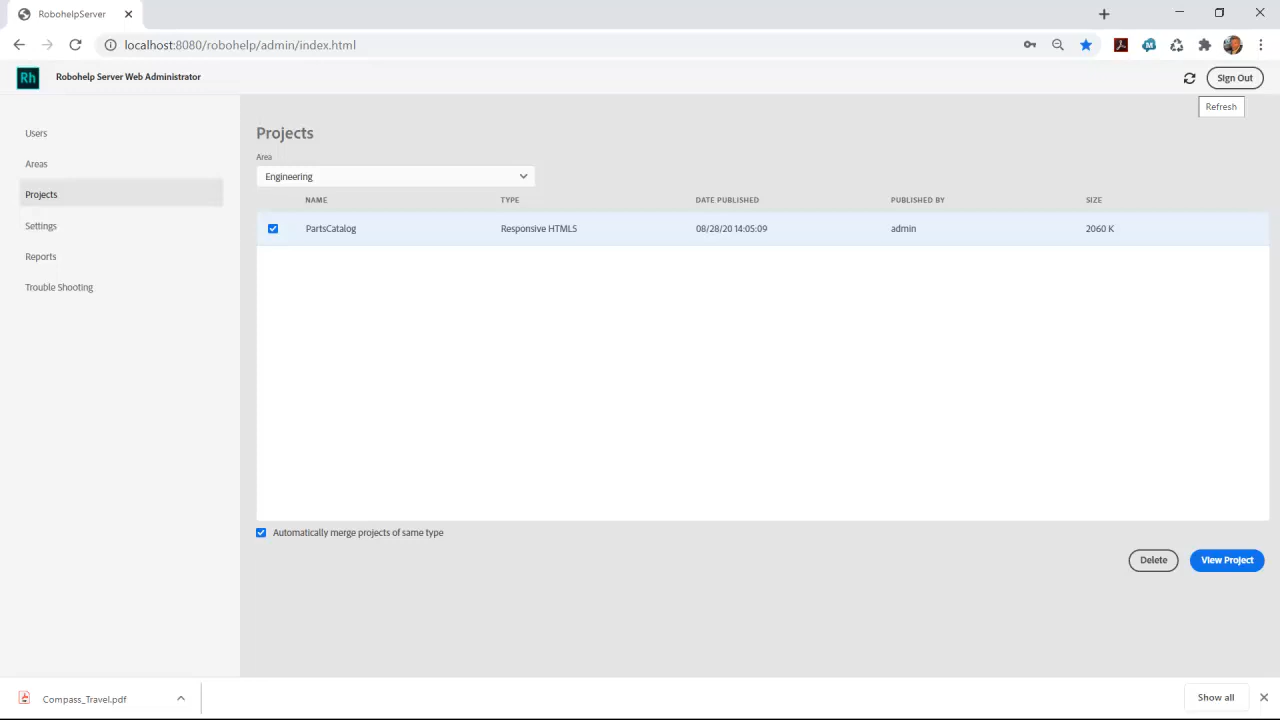 RobohelpServer
localhost:8080/robohelp/admin/index.html
Rh
Robohelp Server Web Administrator
Sign Out
Refresh
Users
Areas
Projects
Settings
Reports
Trouble Shooting
Projects
Area
Engineering
NAME TYPE DATE PUBLISHED PUBLISHED BY SIZE
PartsCatalog Responsive HTML5 08/28/20 14:05:09 admin 2060 K
Automatically merge projects of same type
Delete View Project
Compass_Travel.pdf
Show all